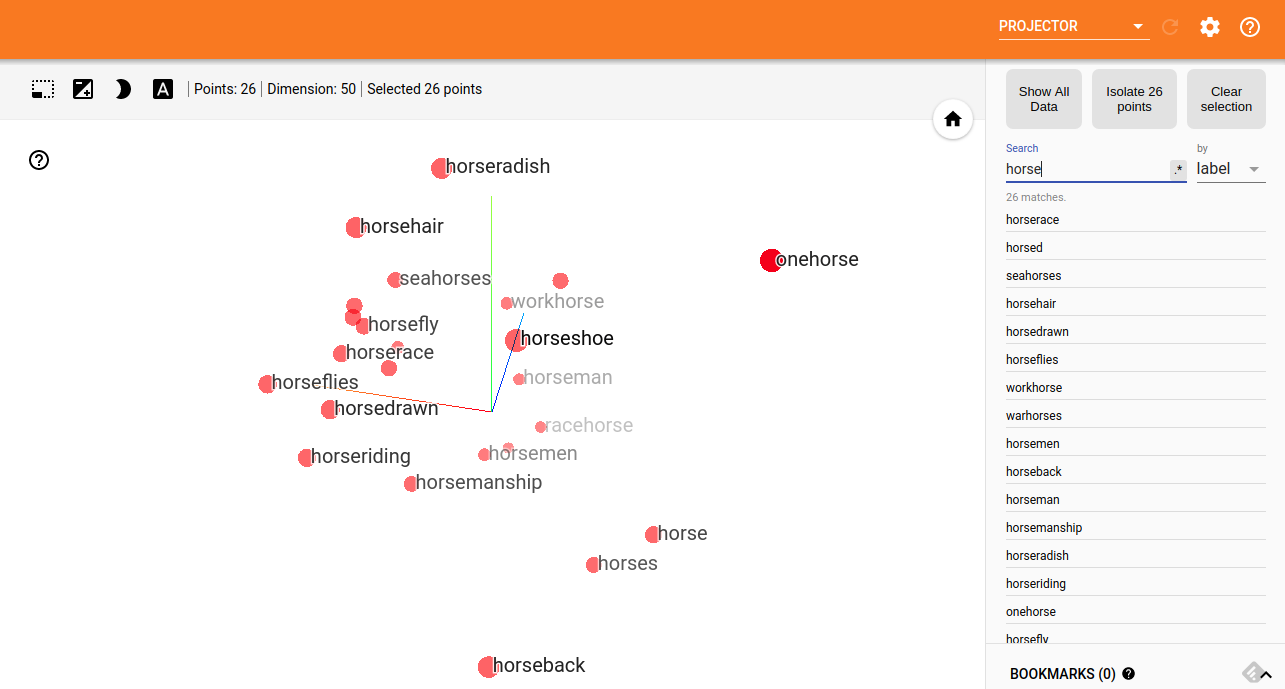 PROJECTOR
A | Points: 26 | Dimension: 50 | Selected 26 points
Show All
Data
Isolate 26
points
Clear
selection
Search
by
horse
.*
label
26 matches.
horserace
horsed
seahorses
horsehair
horsedrawn
horseflies
workhorse
warhorses
horsemen
horseback
horseman
horsemanship
horseradish
horseriding
onehorse
horsefly
BOOKMARKS (0)
horseradish
horsehair
onehorse
seahorses
workhorse
horsefly
horseshoe
horserace
horseman
horseflies
horsedrawn
racehorse
horsemen
horseriding
horsemanship
horse
horses
horseback